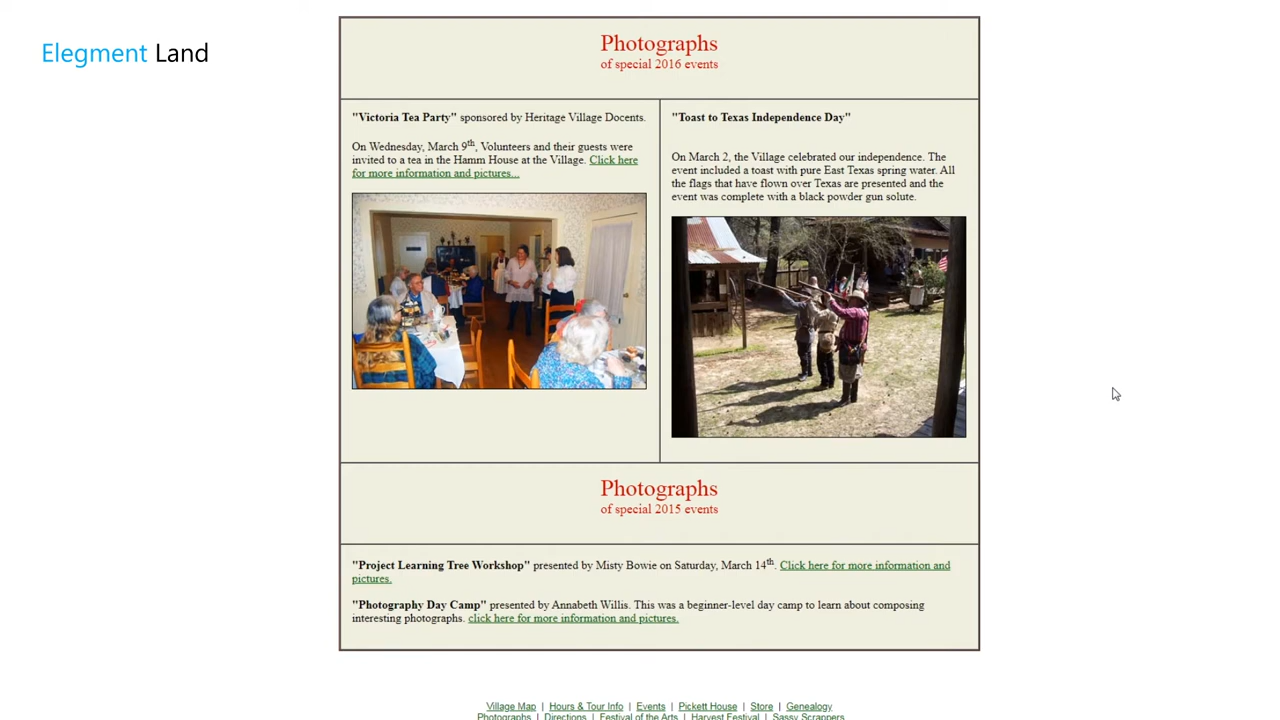 Elegment Land
Photographs
of special 2016 events
"Victoria Tea Party" sponsored by Heritage Village Docents.
On Wednesday, March 9th, Volunteers and their guests were
invited to a tea in the Hamm House at the Village. Click here
for more information and pictures...
"Toast to Texas Independence Day"
On March 2, the Village celebrated our independence. The
event included a toast with pure East Texas spring water. All
the flags that have flown over Texas are presented and the
event was complete with a black powder gun solute.
Photographs
of special 2015 events
"Project Learning Tree Workshop" presented by Misty Bowie on Saturday, March 14th. Click here for more information and
pictures.
"Photography Day Camp" presented by Annabeth Willis. This was a beginner-level day camp to learn about composing
interesting photographs. click here for more information and pictures.
Village Map | Hours & Tour Info | Events | Pickett House | Store | Genealogy
Photographs | Directions | Festival of the Arts | Harvest Festival | Sassy Scrappers